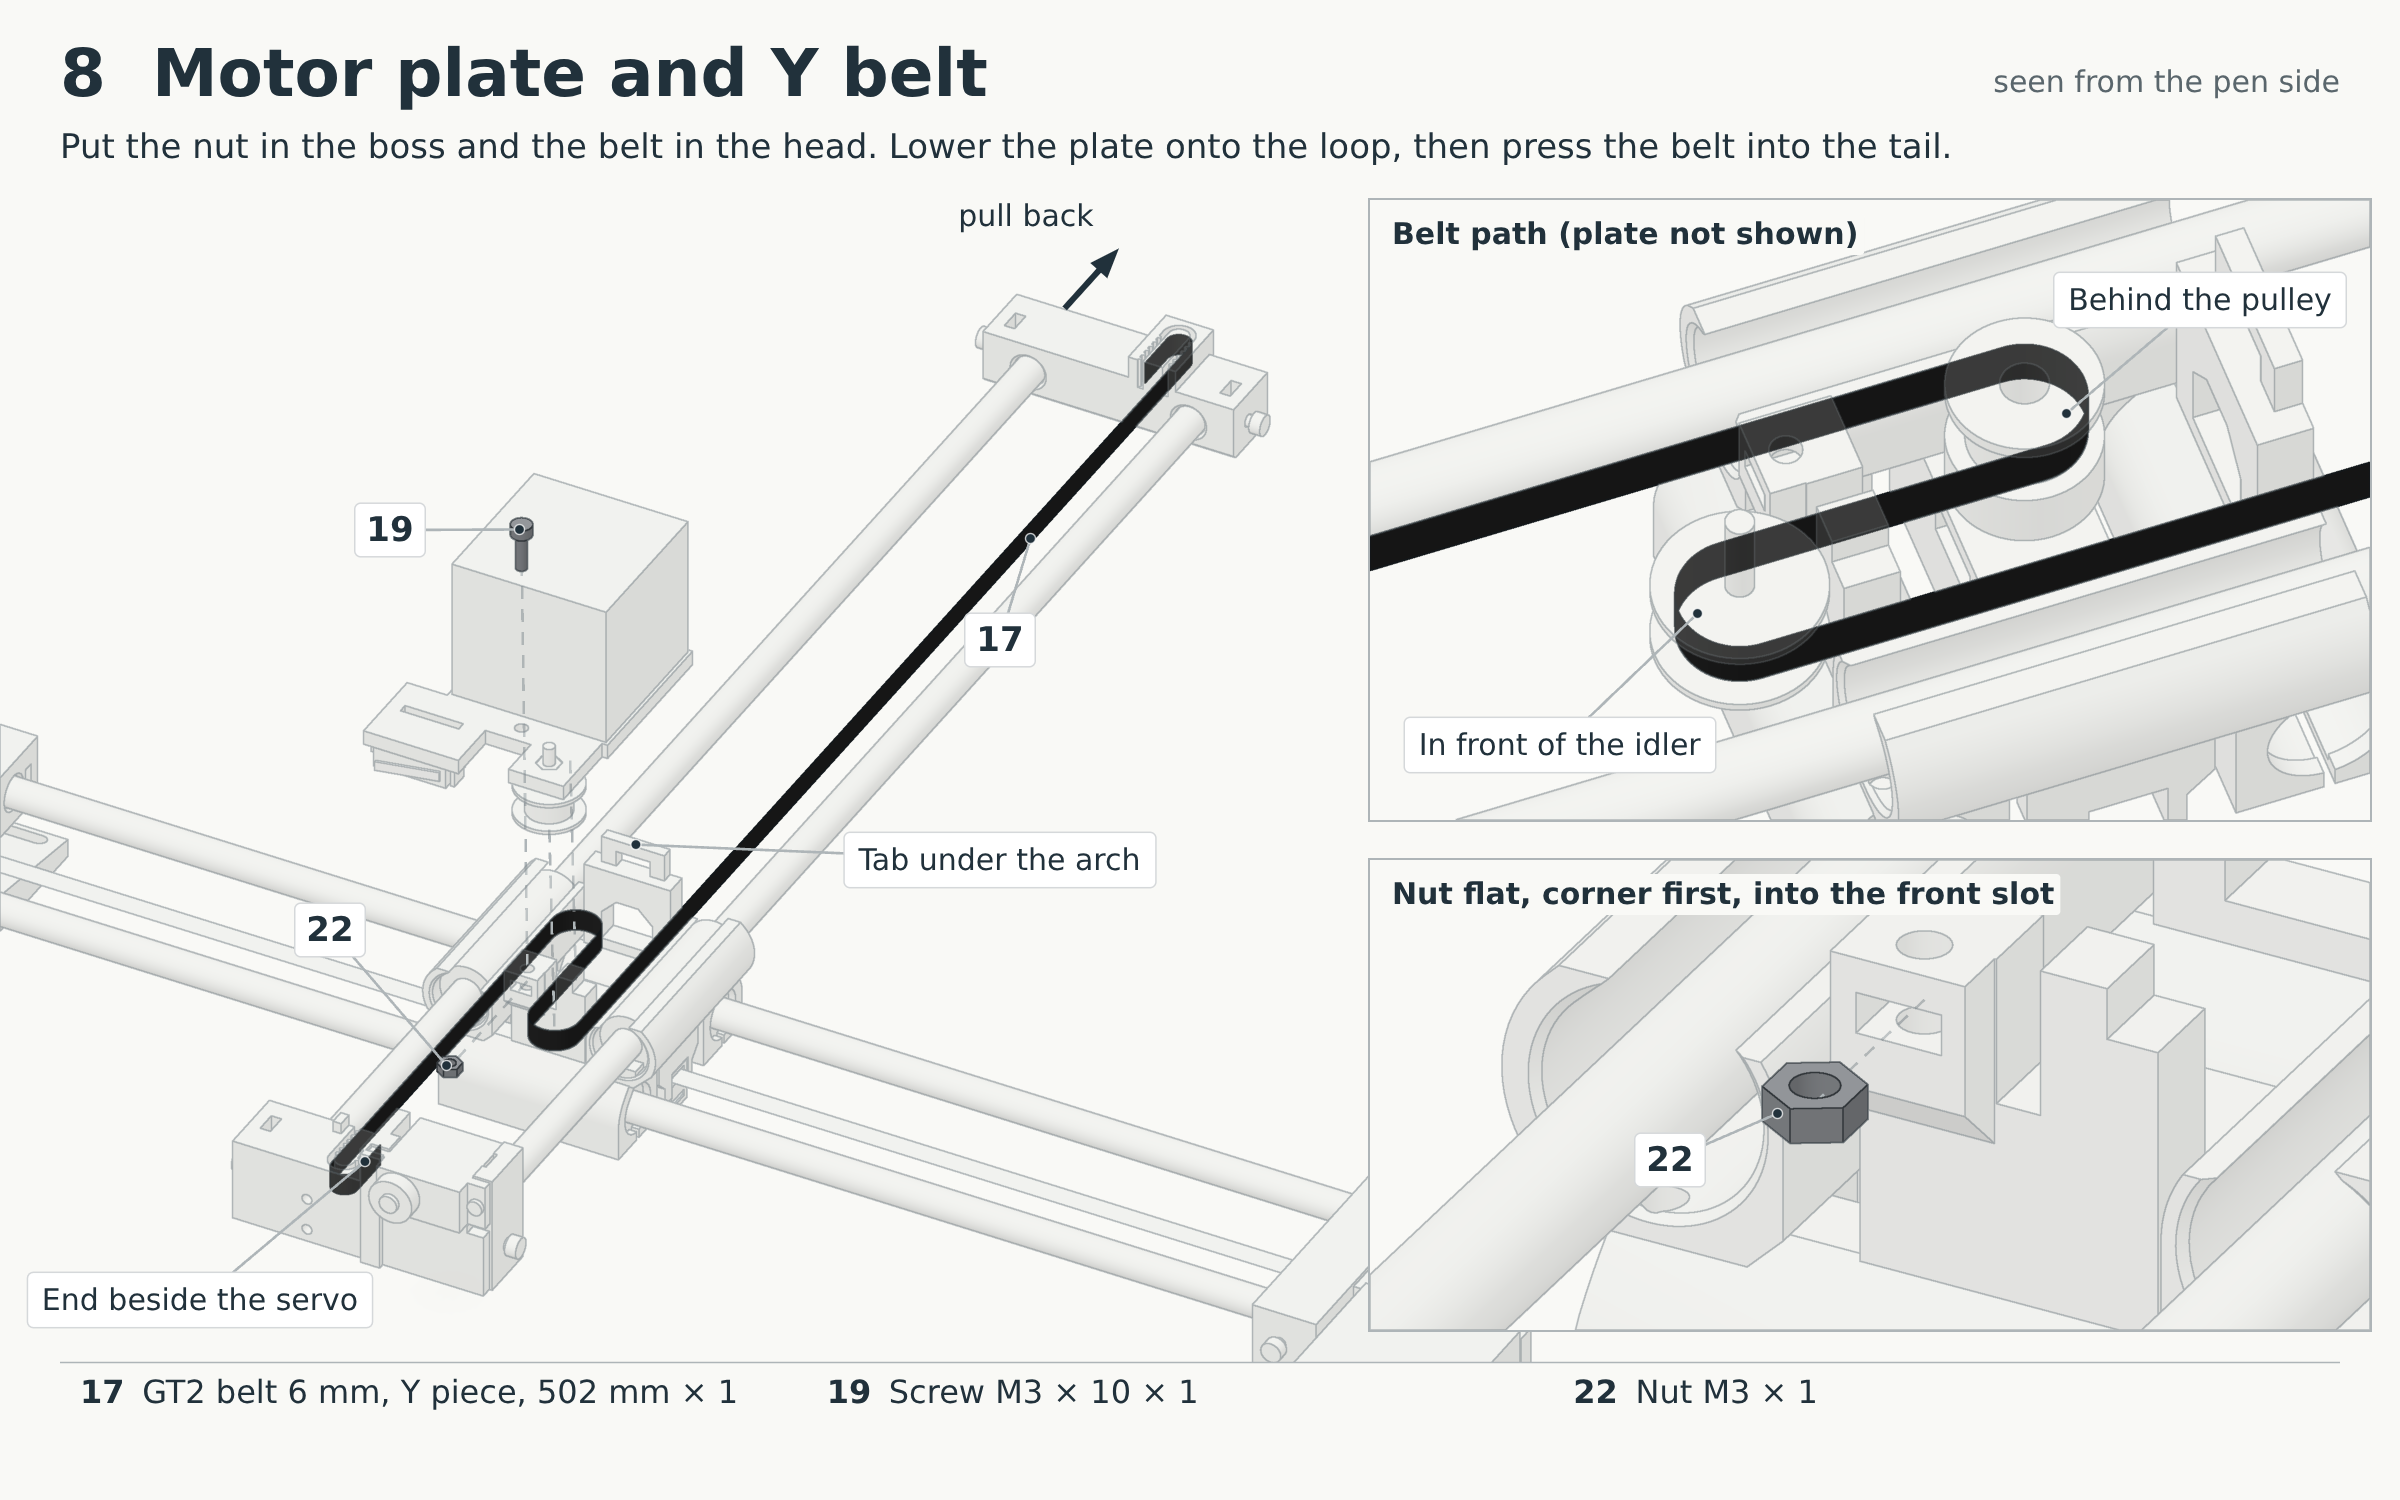 8 Motor plate and Y belt
seen from the pen side
Put the nut in the boss and the belt in the head. Lower the plate onto the loop, then press the belt into the tail.
pull back
19
17
Tab under the arch
22
End beside the servo
Belt path (plate not shown)
Behind the pulley
In front of the idler
Nut flat, corner first, into the front slot
22
17 GT2 belt 6 mm, Y piece, 502 mm × 1
19 Screw M3 × 10 × 1
22 Nut M3 × 1